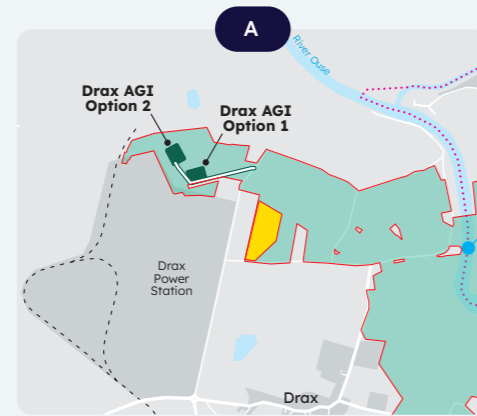 A
River Ouse
Drax AGI
Option 2
Drax AGI
Option 1
Drax
Power
Station
Drax